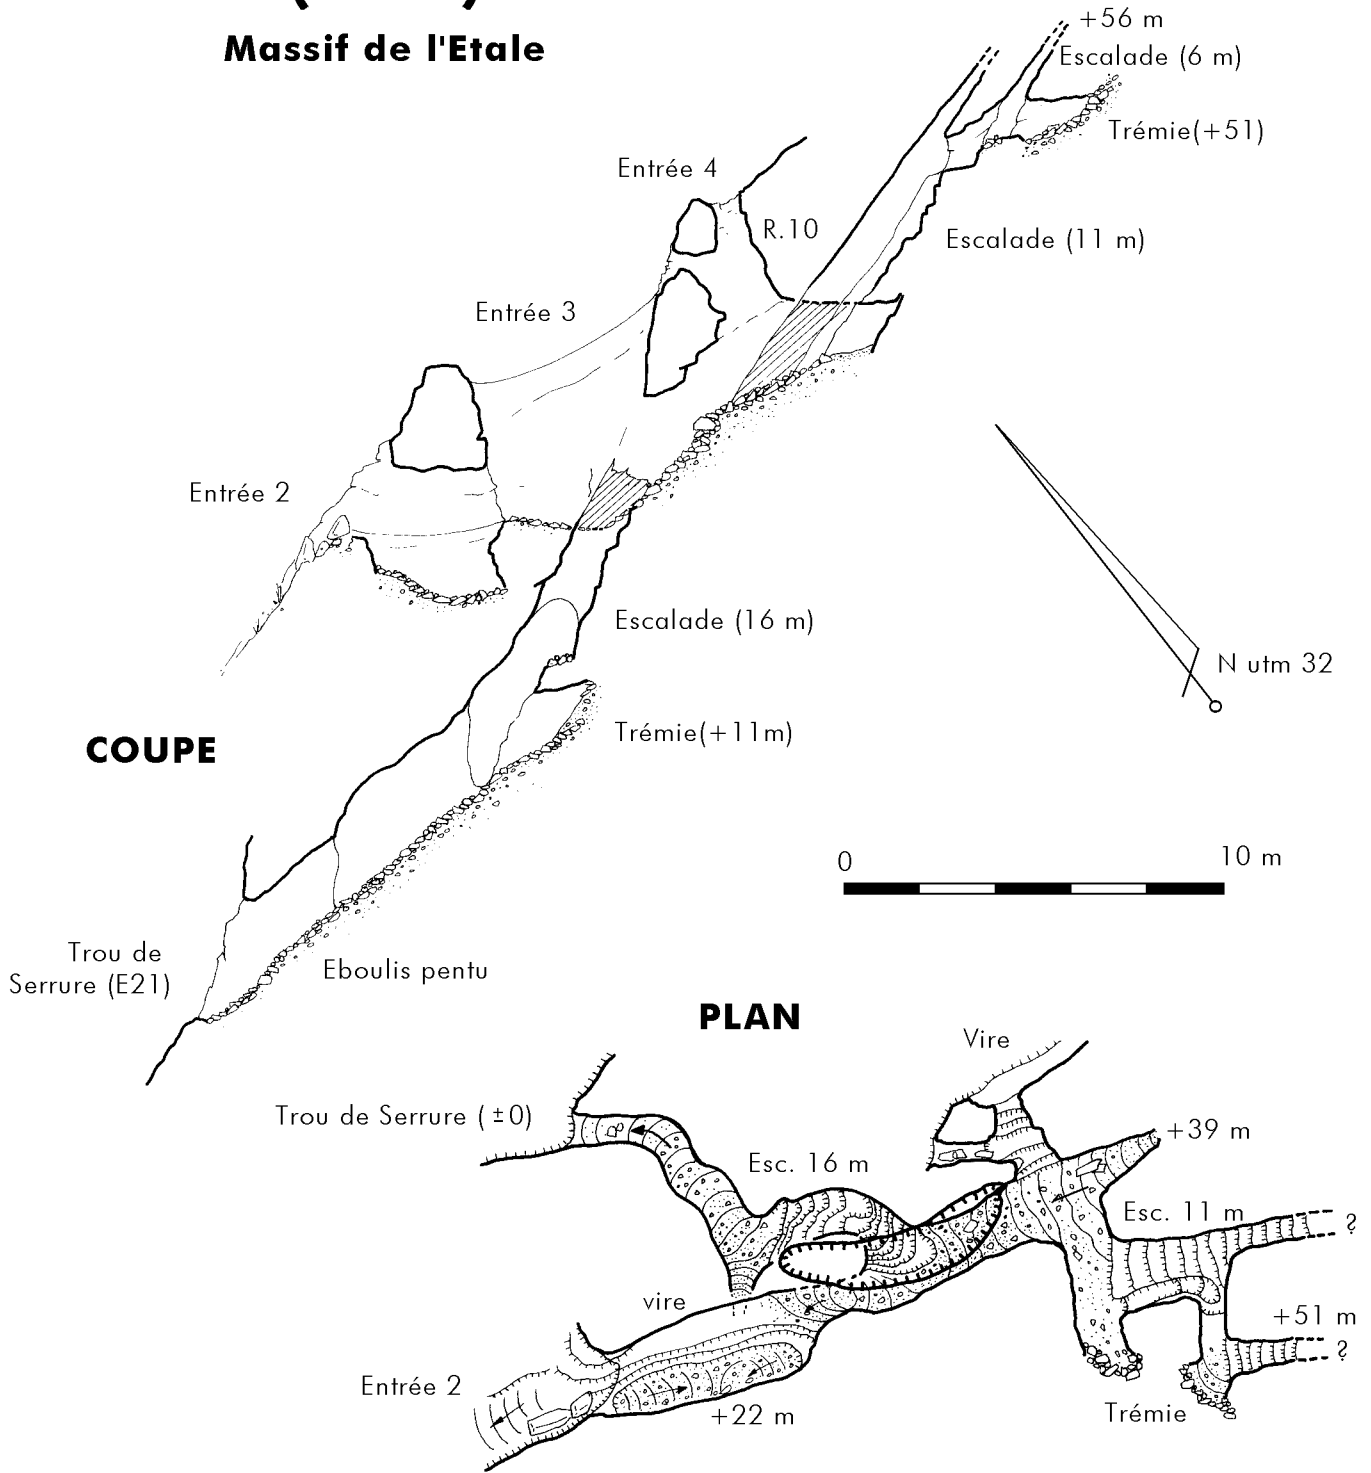 Massif de l'Etale
+56 m
Escalade (6 m)
Trémie(+51)
Entrée 4
R.10
Escalade (11 m)
Entrée 3
Entrée 2
Escalade (16 m)
N utm 32
Trémie(+11m)
COUPE
0
10 m
Trou de
Serrure (E21)
Eboulis pentu
PLAN
Vire
Trou de Serrure (±0)
+39 m
Esc. 16 m
Esc. 11 m
?
vire
+51 m
?
Entrée 2
+22 m
Trémie